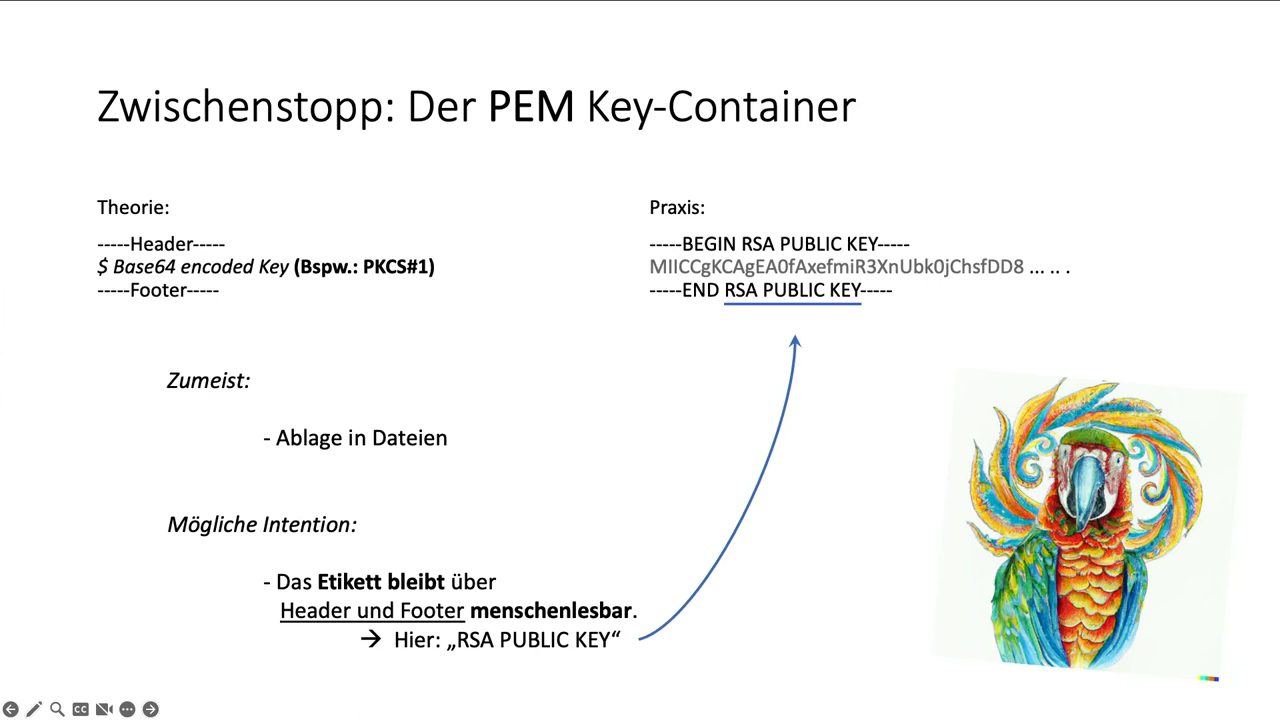 Zwischenstopp: Der PEM Key-Container
Theorie:
-----Header-----
$ Base64 encoded Key (Bspw.: PKCS#1)
-----Footer-----
Praxis:
-----BEGIN RSA PUBLIC KEY-----
MIICCgKCAgEA0fAxefmiR3XnUbk0jChsfDD8 ... .. .
-----END RSA PUBLIC KEY-----
Zumeist:
- Ablage in Dateien
Mögliche Intention:
- Das Etikett bleibt über
Header und Footer menschenlesbar.
→ Hier: „RSA PUBLIC KEY“
CC